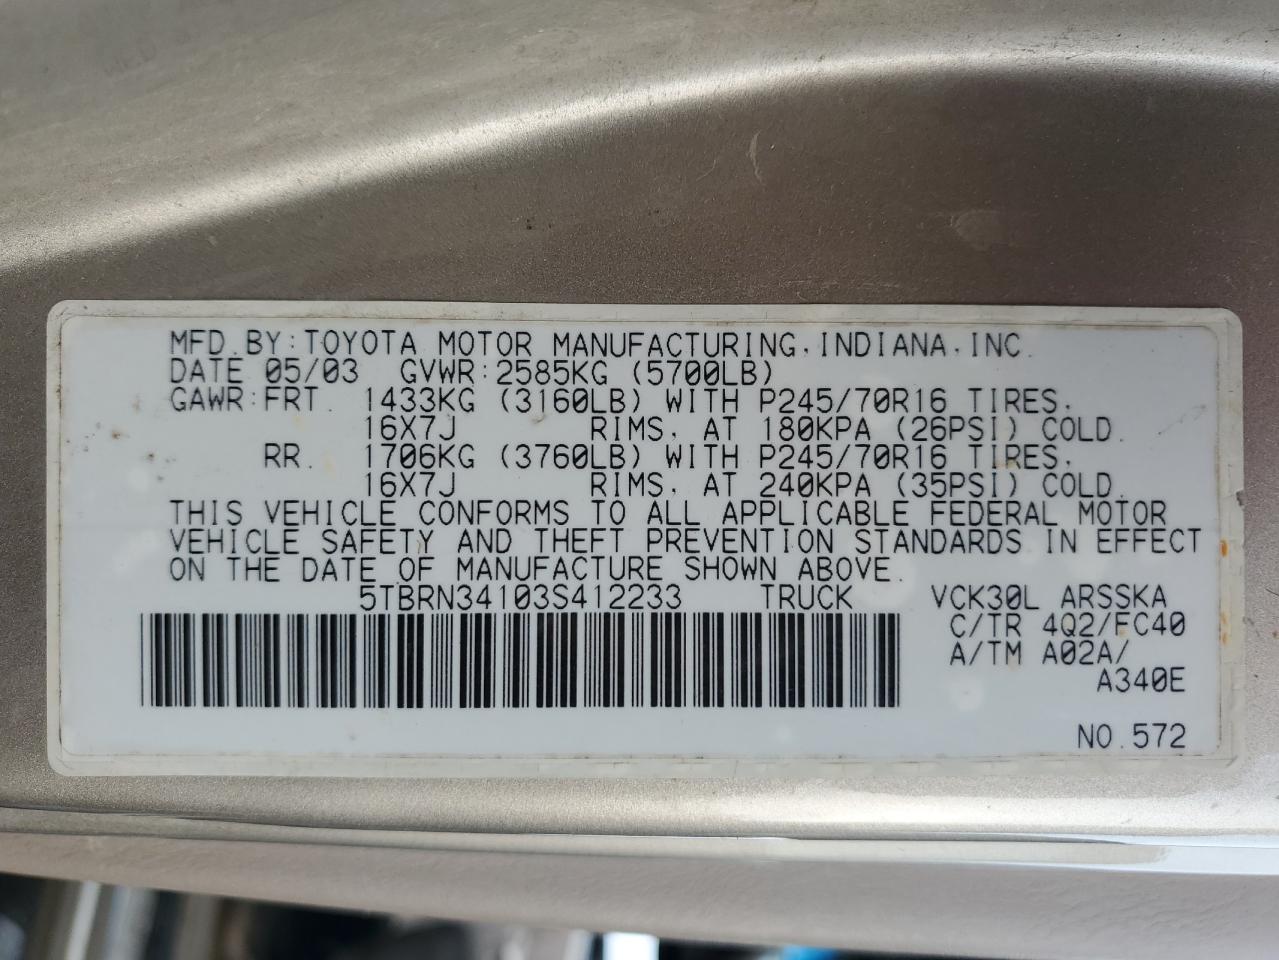 MFD.BY:TOYOTA MOTOR MANUFACTURING,INDIANA,INC.
DATE 05/03 GVWR:2585KG (5700LB)
GAWR:FRT. 1433KG (3160LB) WITH P245/70R16 TIRES,
16X7J RIMS, AT 180KPA (26PSI) COLD.
RR. 1706KG (3760LB) WITH P245/70R16 TIRES,
16X7J RIMS, AT 240KPA (35PSI) COLD.
THIS VEHICLE CONFORMS TO ALL APPLICABLE FEDERAL MOTOR
VEHICLE SAFETY AND THEFT PREVENTION STANDARDS IN EFFECT
ON THE DATE OF MANUFACTURE SHOWN ABOVE.
5TBRN34103S412233 TRUCK VCK30L ARSSKA
C/TR 4Q2/FC40
A/TM A02A/
A340E
NO.572